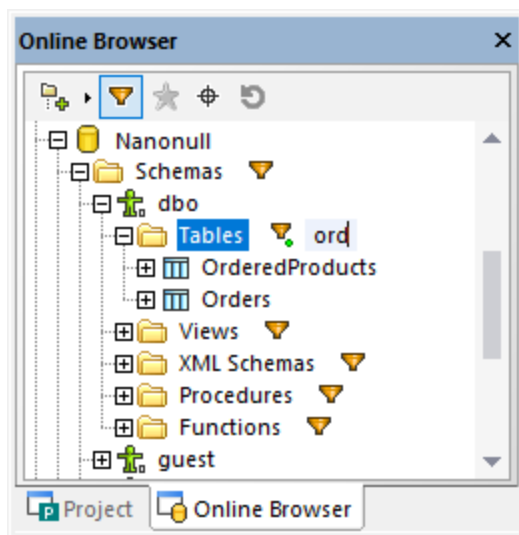 Online Browser
Nanonull
Schemas
dbo
Tables ord
OrderedProducts
Orders
Views
XML Schemas
Procedures
Functions
guest
Project Online Browser